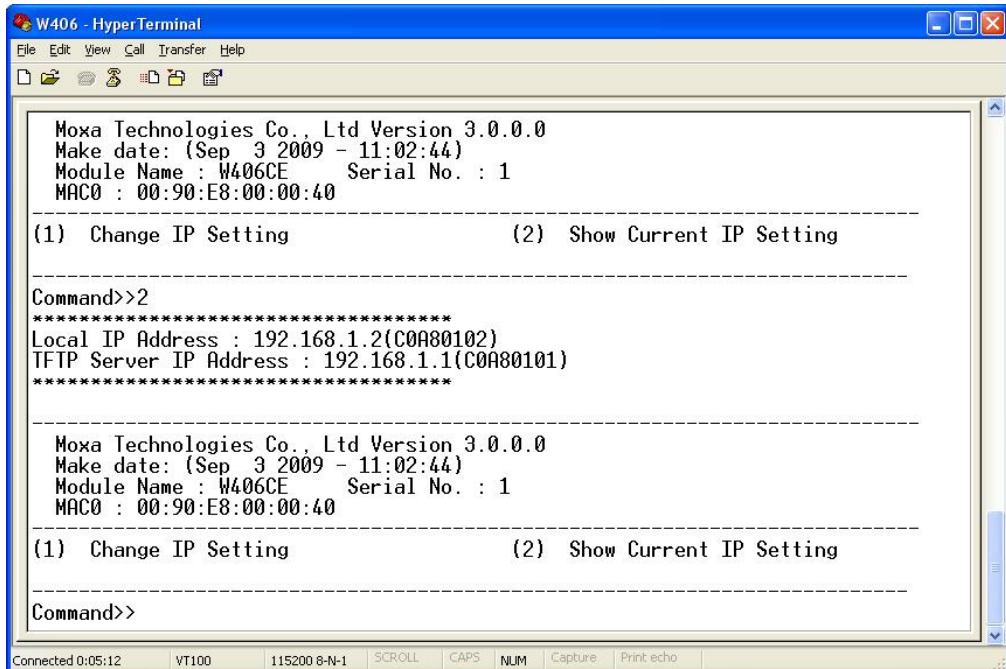 W406 - HyperTerminal
File Edit View Call Transfer Help
Moxa Technologies Co., Ltd Version 3.0.0.0
Make date: (Sep  3 2009 - 11:02:44)
Module Name : W406CE     Serial No. : 1
MAC0 : 00:90:E8:00:00:40
-----------------------------------------------------------------------------
(1)  Change IP Setting                   (2)  Show Current IP Setting
----------------------------------------------------------------------------
Command>>2
************************************
Local IP Address : 192.168.1.2(C0A80102)
TFTP Server IP Address : 192.168.1.1(C0A80101)
************************************
-----------------------------------------------------------------------------
Moxa Technologies Co., Ltd Version 3.0.0.0
Make date: (Sep  3 2009 - 11:02:44)
Module Name : W406CE     Serial No. : 1
MAC0 : 00:90:E8:00:00:40
-----------------------------------------------------------------------------
(1)  Change IP Setting                   (2)  Show Current IP Setting
----------------------------------------------------------------------------
Command>>
Connected 0:05:12 VT100 115200 8-N-1 SCROLL CAPS NUM Capture Print echo